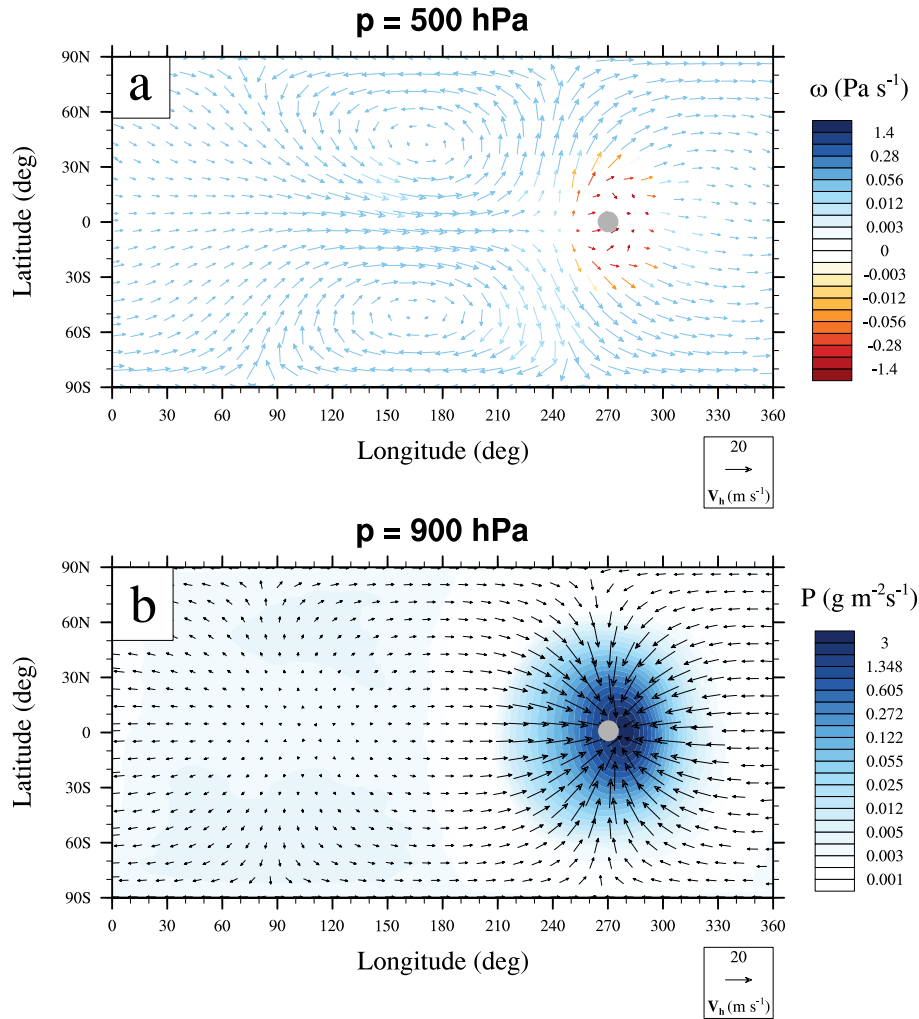 p = 500 hPa
a
90N
60N
30N
0
30S
60S
90S
Latitude (deg)
0 30 60 90 120 150 180 210 240 270 300 330 360
Longitude (deg)
ω (Pa s⁻¹)
1.4
0.28
0.056
0.012
0.003
0
-0.003
-0.012
-0.056
-0.28
-1.4
20
Vₕ (m s⁻¹)
p = 900 hPa
b
90N
60N
30N
0
30S
60S
90S
Latitude (deg)
0 30 60 90 120 150 180 210 240 270 300 330 360
Longitude (deg)
P (g m⁻²s⁻¹)
3
1.348
0.605
0.272
0.122
0.055
0.025
0.012
0.005
0.003
0.001
20
Vₕ (m s⁻¹)